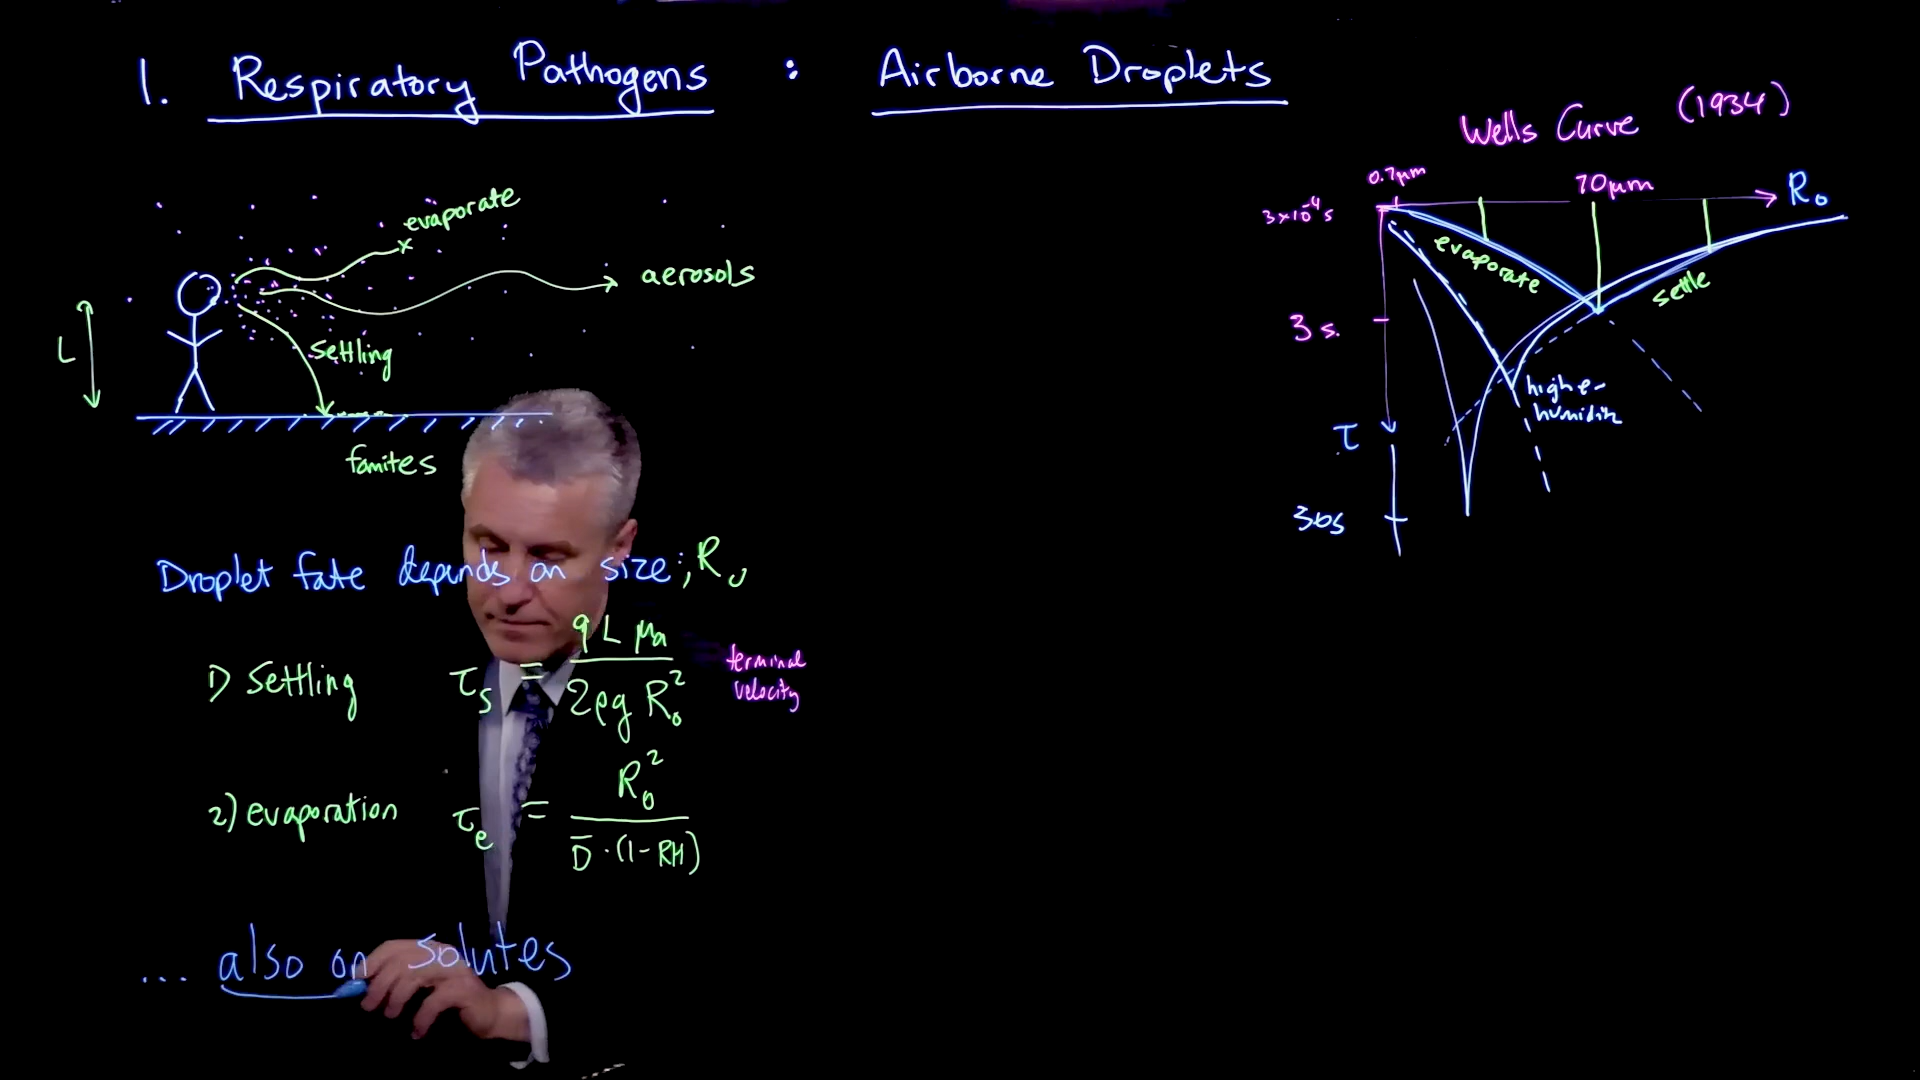 1. Respiratory Pathogens : Airborne Droplets
Wells Curve (1934)
0.7μm
70μm
R₀
3×10⁻⁴s
evaporate
settle
3 s.
higher
humidity
τ
30s
evaporate
aerosols
settling
L
fomites
Droplet fate depends on size:, R₀
1) Settling τₛ = 9 L μₐ / 2ρg R₀²
terminal
velocity
2) evaporation τₑ = R₀² / D̅ · (1 - RH)
... also on solutes